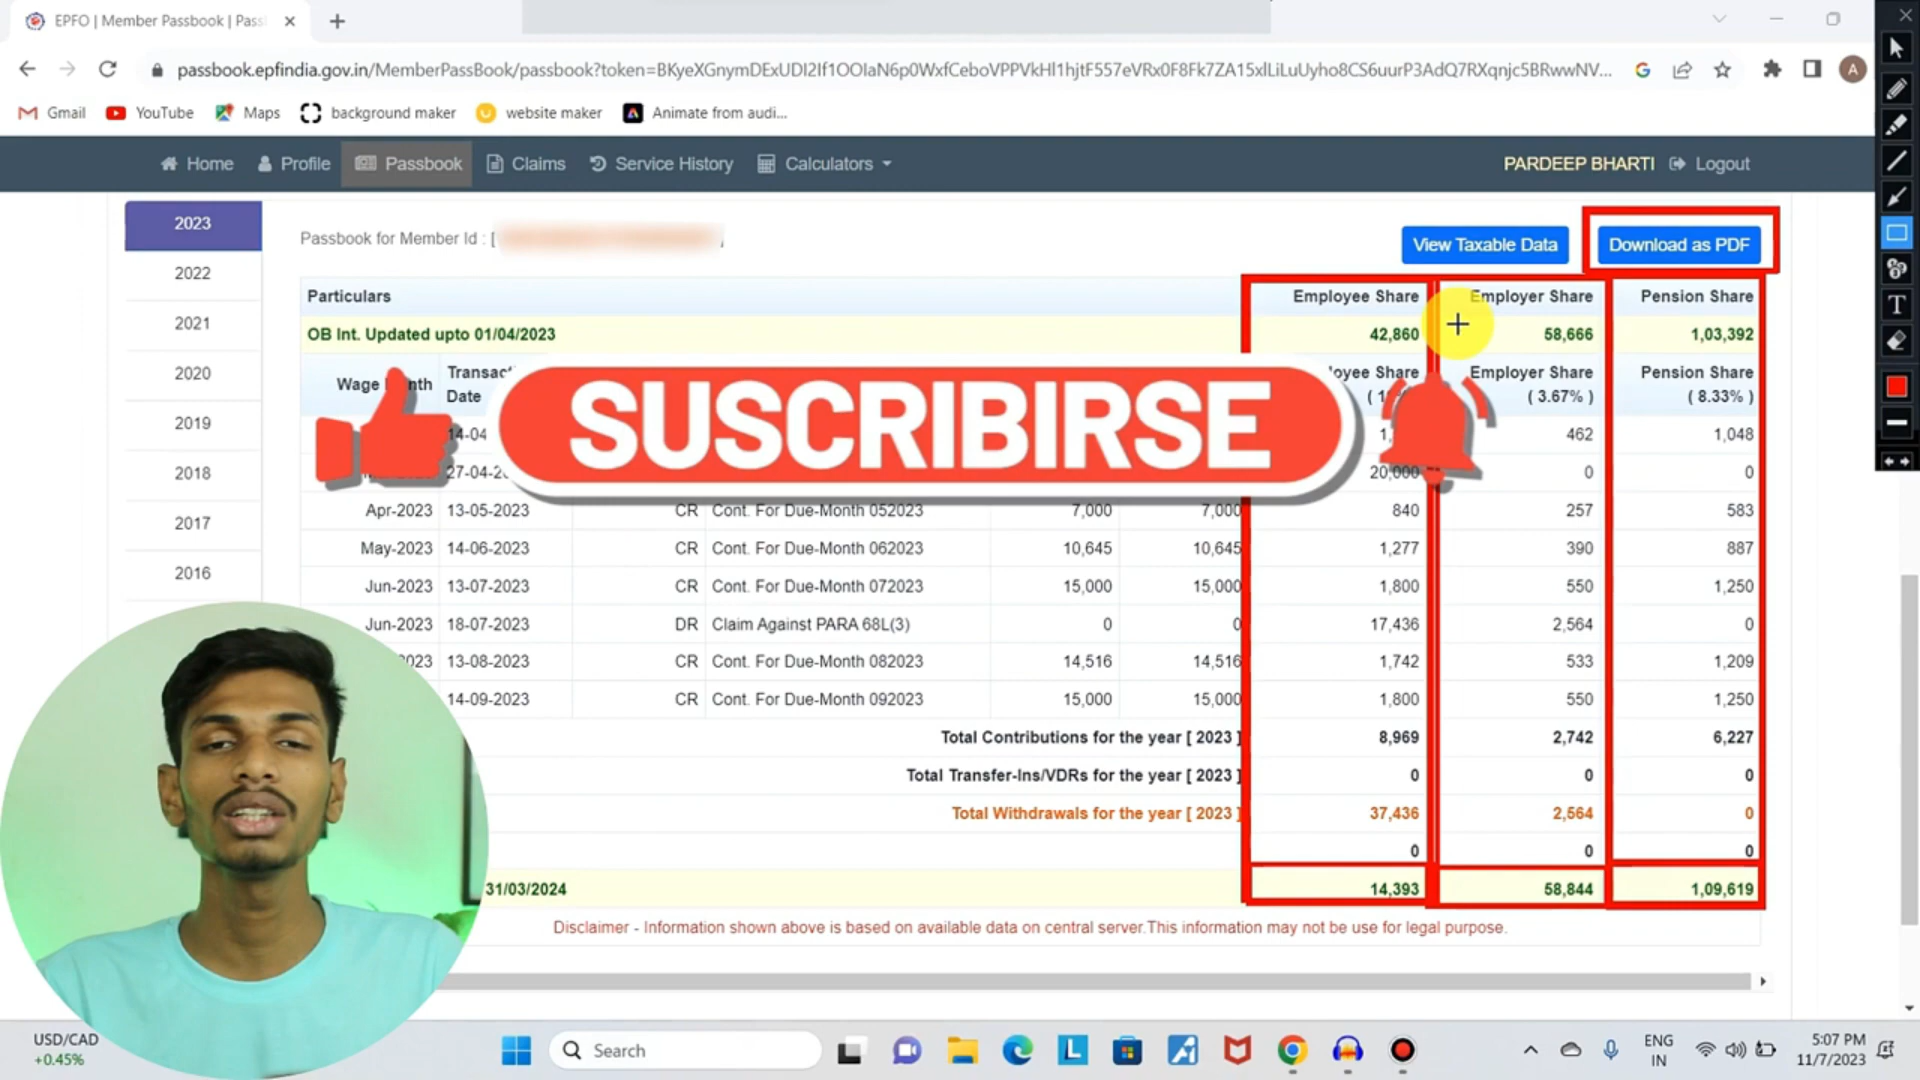 EPFO | Member Passbook | Pass
passbook.epfindia.gov.in/MemberPassBook/passbook?token=BKyeXGnymDExUDI2If1OOIaN6p0WxfCeboVPPVkHl1hjtF557eVRx0F8Fk7ZA15xlLiLuUyho8CS6uurP3AdQ7RXqnjc5BRwwNV... A
Gmail YouTube Maps background maker website maker Animate from audi...
Home Profile Passbook Claims Service History Calculators PARDEEP BHARTI Logout
2023
2022
2021
2020
2019
2018
2017
2016
Passbook for Member Id : [ View Taxable Data Download as PDF
Particulars Employee Share Employer Share Pension Share
OB Int. Updated upto 01/04/2023 42,860 58,666 1,03,392
Wage Date Employer Share ( 3.67% ) Pension Share ( 8.33% )
SUSCRIBIRSE
14-04 462 1,048
27-04-2 20,000 0 0
Apr-2023 13-05-2023 CR Cont. For Due-Month 052023 7,000 7,000 840 257 583
May-2023 14-06-2023 CR Cont. For Due-Month 062023 10,645 10,645 1,277 390 887
Jun-2023 13-07-2023 CR Cont. For Due-Month 072023 15,000 15,000 1,800 550 1,250
Jun-2023 18-07-2023 DR Claim Against PARA 68L(3) 0 0 17,436 2,564 0
023 13-08-2023 CR Cont. For Due-Month 082023 14,516 14,516 1,742 533 1,209
14-09-2023 CR Cont. For Due-Month 092023 15,000 15,000 1,800 550 1,250
Total Contributions for the year [ 2023 ] 8,969 2,742 6,227
Total Transfer-Ins/VDRs for the year [ 2023 ] 0 0 0
Total Withdrawals for the year [ 2023 ] 37,436 2,564 0
0 0 0
31/03/2024 14,393 58,844 1,09,619
Disclaimer - Information shown above is based on available data on central server.This information may not be use for legal purpose.
USD/CAD
+0.45%
Search
ENG
IN
5:07 PM
11/7/2023